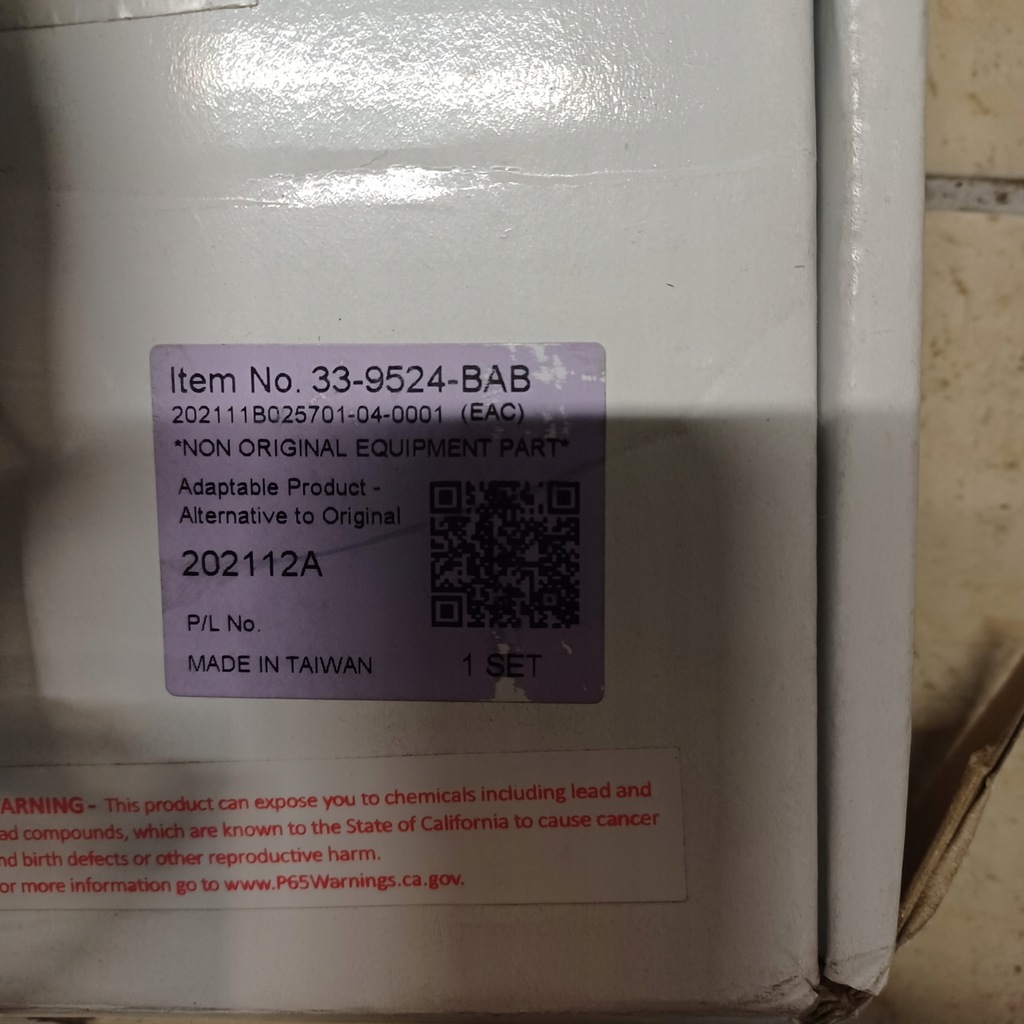 Item No. 33-9524-BAB
202111B025701-04-0001 (EAC)
*NON ORIGINAL EQUIPMENT PART*
Adaptable Product -
Alternative to Original
202112A
P/L No.
MADE IN TAIWAN
1 SET
ARNING - This product can expose you to chemicals including lead and
ad compounds, which are known to the State of California to cause cancer
nd birth defects or other reproductive harm.
or more information go to www.P65Warnings.ca.gov.